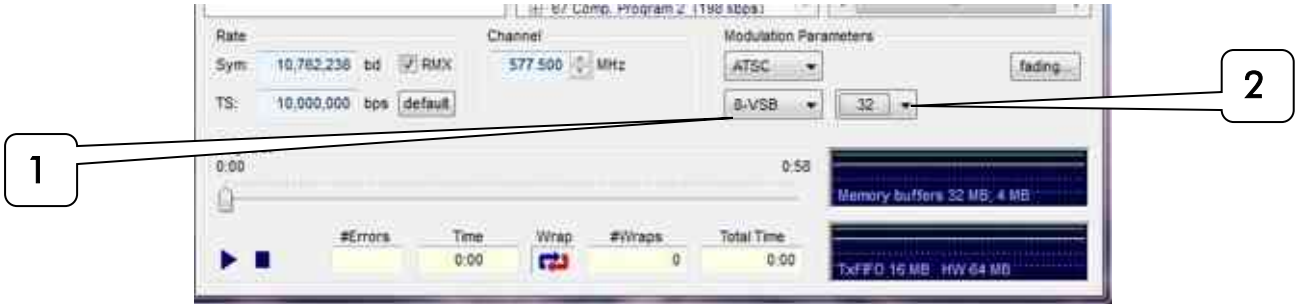 67 Comp. Program 2 (198 kbps)
Rate
Channel
Modulation Parameters
Sym: 10,762,238 bd RMX
577.500 MHz
ATSC
fading...
TS: 10,000,000 bps default
8-VSB
32
2
1
0:00
0:58
Memory buffers 32 MB; 4 MB
#Errors
Time
Wrap
#Wraps
Total Time
0:00
0
0:00
TxFIFO 16 MB HW 64 MB